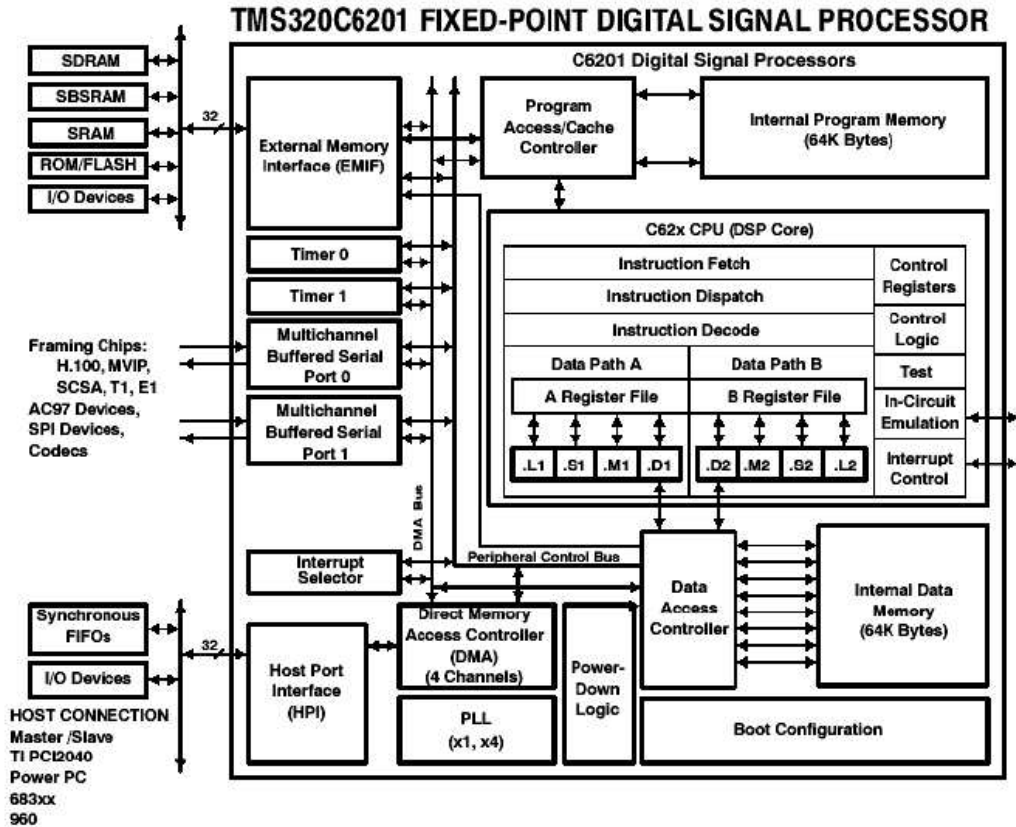 TMS320C6201 FIXED-POINT DIGITAL SIGNAL PROCESSOR
C6201 Digital Signal Processors
SDRAM
SBSRAM
SRAM
ROM/FLASH
I/O Devices
32
External Memory
Interface (EMIF)
Program
Access/Cache
Controller
Internal Program Memory
(64K Bytes)
Timer 0
Timer 1
Framing Chips:
H.100, MVIP,
SCSA, T1, E1
AC97 Devices,
SPI Devices,
Codecs
Multichannel
Buffered Serial
Port 0
Multichannel
Buffered Serial
Port 1
C62x CPU (DSP Core)
Instruction Fetch
Instruction Dispatch
Instruction Decode
Data Path A
Data Path B
A Register File
B Register File
.L1 .S1 .M1 .D1
.D2 .M2 .S2 .L2
Control
Registers
Control
Logic
Test
In-Circuit
Emulation
Interrupt
Control
DMA Bus
Peripheral Control Bus
Interrupt
Selector
Data
Access
Controller
Internal Data
Memory
(64K Bytes)
Synchronous
FIFOs
I/O Devices
32
HOST CONNECTION
Master /Slave
TI PCI2040
Power PC
683xx
960
Host Port
Interface
(HPI)
Direct Memory
Access Controller
(DMA)
(4 Channels)
PLL
(x1, x4)
Power-
Down
Logic
Boot Configuration